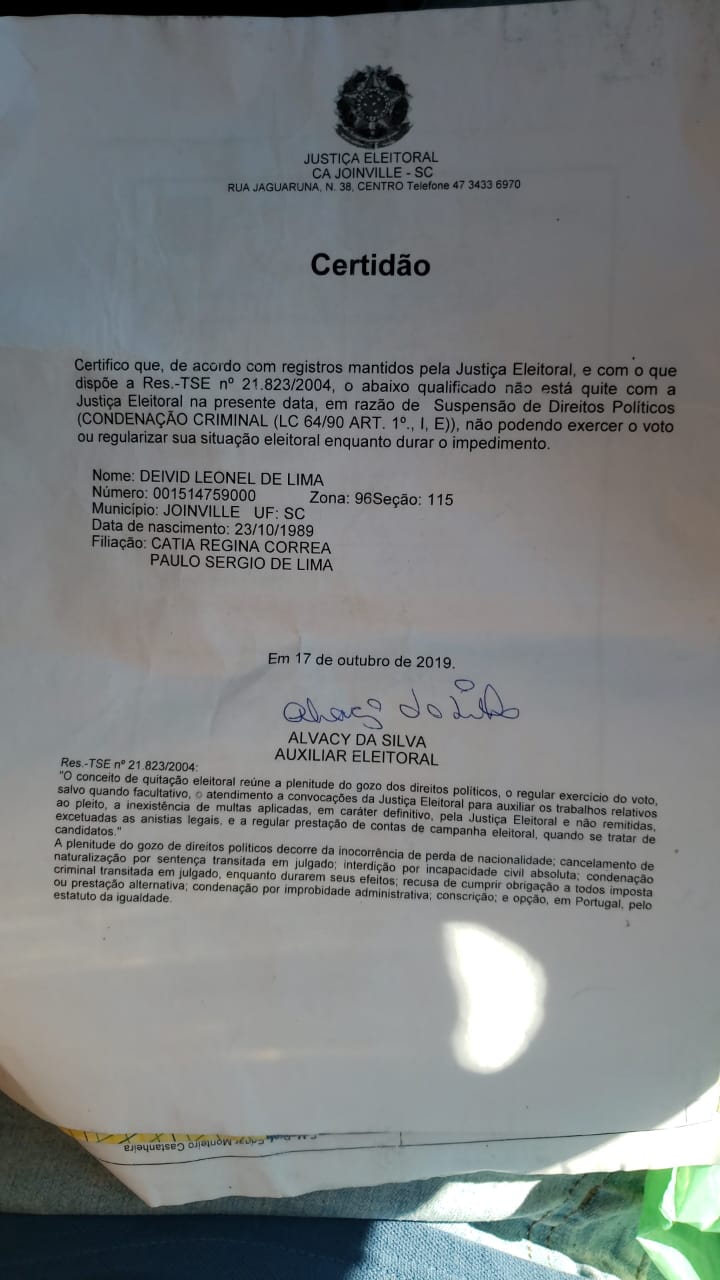 JUSTIÇA ELEITORAL
CA JOINVILLE - SC
RUA JAGUARUNA, N. 38, CENTRO Telefone 47 3433 6970
Certidão
Certifico que, de acordo com registros mantidos pela Justiça Eleitoral, e com o que
dispõe a Res.-TSE nº 21.823/2004, o abaixo qualificado não está quite com a
Justiça Eleitoral na presente data, em razão de Suspensão de Direitos Políticos
(CONDENAÇÃO CRIMINAL (LC 64/90 ART. 1º., I, E)), não podendo exercer o voto
ou regularizar sua situação eleitoral enquanto durar o impedimento.
Nome: DEIVID LEONEL DE LIMA
Número: 001514759000 Zona: 96Seção: 115
Município: JOINVILLE UF: SC
Data de nascimento: 23/10/1989
Filiação: CATIA REGINA CORREA
PAULO SERGIO DE LIMA
Em 17 de outubro de 2019.
ALVACY DA SILVA
AUXILIAR ELEITORAL
Res.-TSE nº 21.823/2004:
"O conceito de quitação eleitoral reúne a plenitude do gozo dos direitos políticos, o regular exercício do voto,
salvo quando facultativo, o atendimento a convocações da Justiça Eleitoral para auxiliar os trabalhos relativos
ao pleito, a inexistência de multas aplicadas, em caráter definitivo, pela Justiça Eleitoral e não remitidas,
excetuadas as anistias legais, e a regular prestação de contas de campanha eleitoral, quando se tratar de
candidatos."
A plenitude do gozo de direitos políticos decorre da inocorrência de perda de nacionalidade; cancelamento de
naturalização por sentença transitada em julgado; interdição por incapacidade civil absoluta; condenação
criminal transitada em julgado, enquanto durarem seus efeitos; recusa de cumprir obrigação a todos imposta
ou prestação alternativa; condenação por improbidade administrativa; conscrição; e opção, em Portugal, pelo
estatuto da igualdade.
Monteiro Castanheira